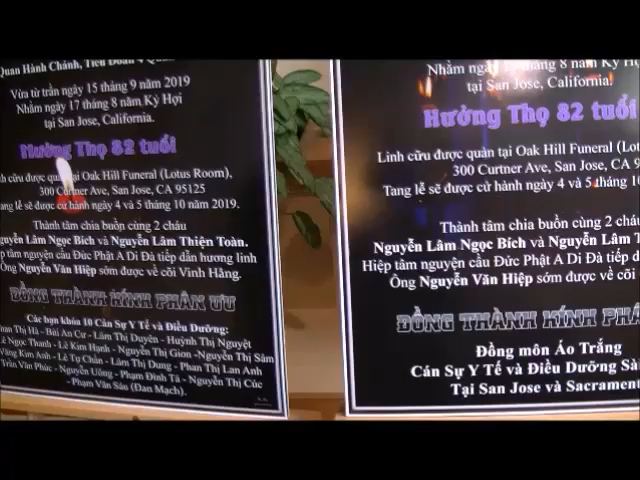 Quan Hành Chánh, Tiểu Đoàn 4 Quân
Vừa từ trần ngày 15 tháng 9 năm 2019
Nhằm ngày 17 tháng 8 năm Kỷ Hợi
tại San Jose, California.
Hưởng Thọ 82 tuổi
Linh cữu được quàn tại Oak Hill Funeral (Lotus Room),
300 Curtner Ave, San Jose, CA 95125
Tang lễ sẽ được cử hành ngày 4 và 5 tháng 10 năm 2019.
Thành tâm chia buồn cùng 2 cháu
Nguyễn Lâm Ngọc Bích và Nguyễn Lâm Thiện Toàn.
Hiệp tâm nguyện cầu Đức Phật A Di Đà tiếp dẫn hương linh
Ông Nguyễn Văn Hiệp sớm được về cõi Vĩnh Hằng.
ĐỒNG THÀNH KÍNH PHÂN ƯU
Các bạn khóa 10 Cán Sự Y Tế và Điều Dưỡng:
Phan Thị Hà - Bùi An Cư - Lâm Thị Duyên - Huỳnh Thị Nguyệt
Lê Ngọc Thanh - Lê Kim Hạnh - Nguyễn Thị Gion -Nguyễn Thị Sâm
Vãng Kim Anh - Lê Tự Chăn - Lâm Thị Dung - Phan Thị Lan Anh
Trần Văn Phúc - Nguyễn Uông - Phạm Đình Tá - Nguyễn Thị Cúc
- Phạm Văn Sáu (Đan Mạch).
Nhằm ngày 17 tháng 8 năm Kỷ Hợi
tại San Jose, California.
Hưởng Thọ 82 tuổi
Linh cữu được quàn tại Oak Hill Funeral (Lotus
300 Curtner Ave, San Jose, CA 9
Tang lễ sẽ được cử hành ngày 4 và 5 tháng 10
Thành tâm chia buồn cùng 2 cháu
Nguyễn Lâm Ngọc Bích và Nguyễn Lâm T
Hiệp tâm nguyện cầu Đức Phật A Di Đà tiếp d
Ông Nguyễn Văn Hiệp sớm được về cõi
ĐỒNG THÀNH KÍNH PHÂ
Đồng môn Áo Trắng
Cán Sự Y Tế và Điều Dưỡng Sài
Tại San Jose và Sacrament